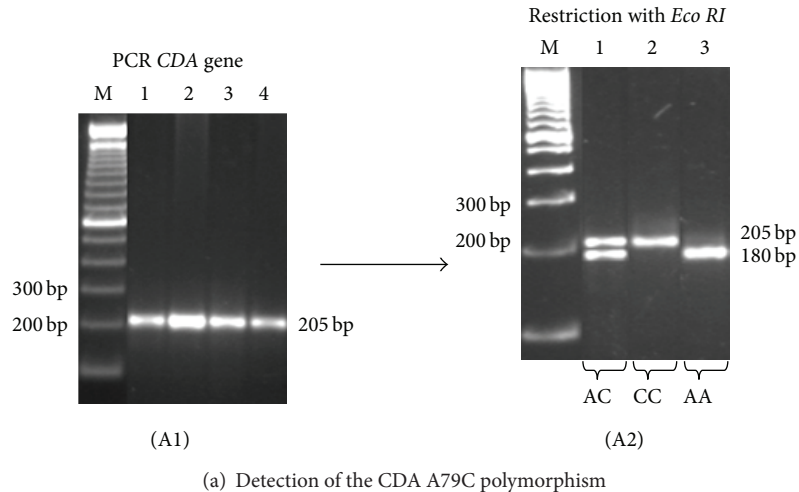 PCR CDA gene
M 1 2 3 4
300 bp
200 bp
205 bp
(A1)
Restriction with Eco RI
M 1 2 3
300 bp
200 bp
205 bp
180 bp
AC CC AA
(A2)
(a) Detection of the CDA A79C polymorphism